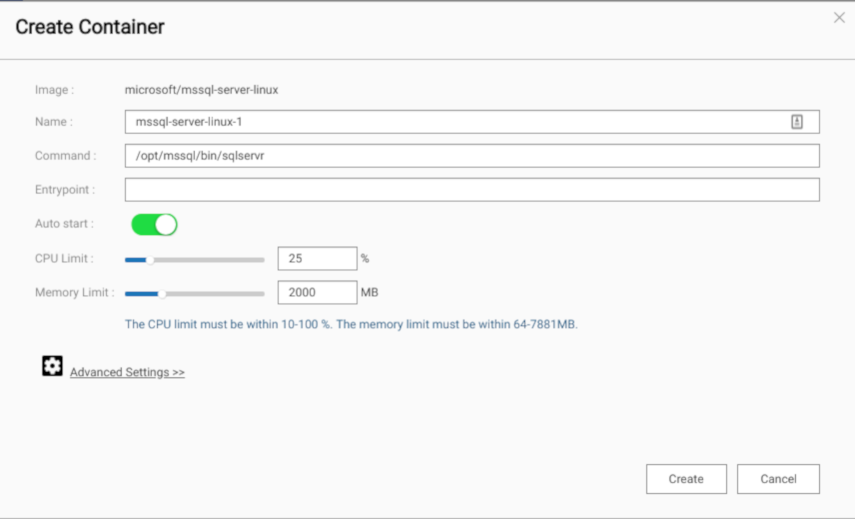 Create Container
Image : microsoft/mssql-server-linux
Name : mssql-server-linux-1
Command : /opt/mssql/bin/sqlservr
Entrypoint :
Auto start :
CPU Limit : 25 %
Memory Limit : 2000 MB
The CPU limit must be within 10-100 %. The memory limit must be within 64-7881MB.
Advanced Settings >>
Create Cancel